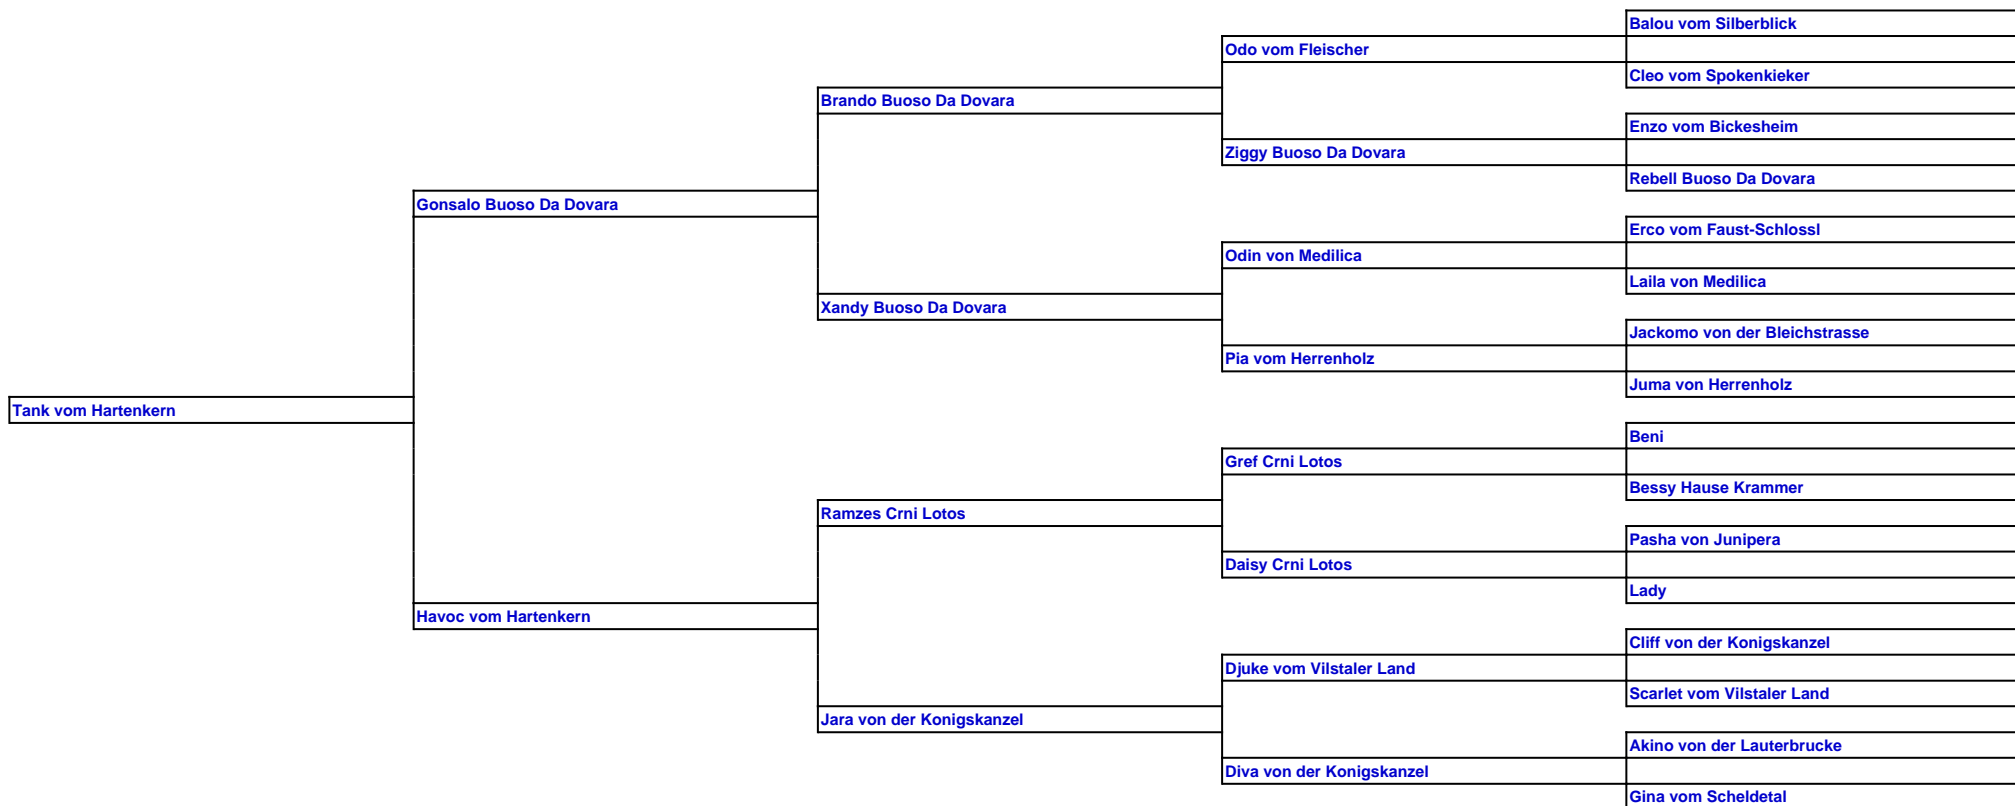 Balou vom Silberblick
Odo vom Fleischer
Cleo vom Spokenkieker
Brando Buoso Da Dovara
Enzo vom Bickesheim
Ziggy Buoso Da Dovara
Rebell Buoso Da Dovara
Gonsalo Buoso Da Dovara
Erco vom Faust-Schlossl
Odin von Medilica
Laila von Medilica
Xandy Buoso Da Dovara
Jackomo von der Bleichstrasse
Pia vom Herrenholz
Juma von Herrenholz
Tank vom Hartenkern
Beni
Gref Crni Lotos
Bessy Hause Krammer
Ramzes Crni Lotos
Pasha von Junipera
Daisy Crni Lotos
Lady
Havoc vom Hartenkern
Cliff von der Konigskanzel
Djuke vom Vilstaler Land
Scarlet vom Vilstaler Land
Jara von der Konigskanzel
Akino von der Lauterbrucke
Diva von der Konigskanzel
Gina vom Scheldetal